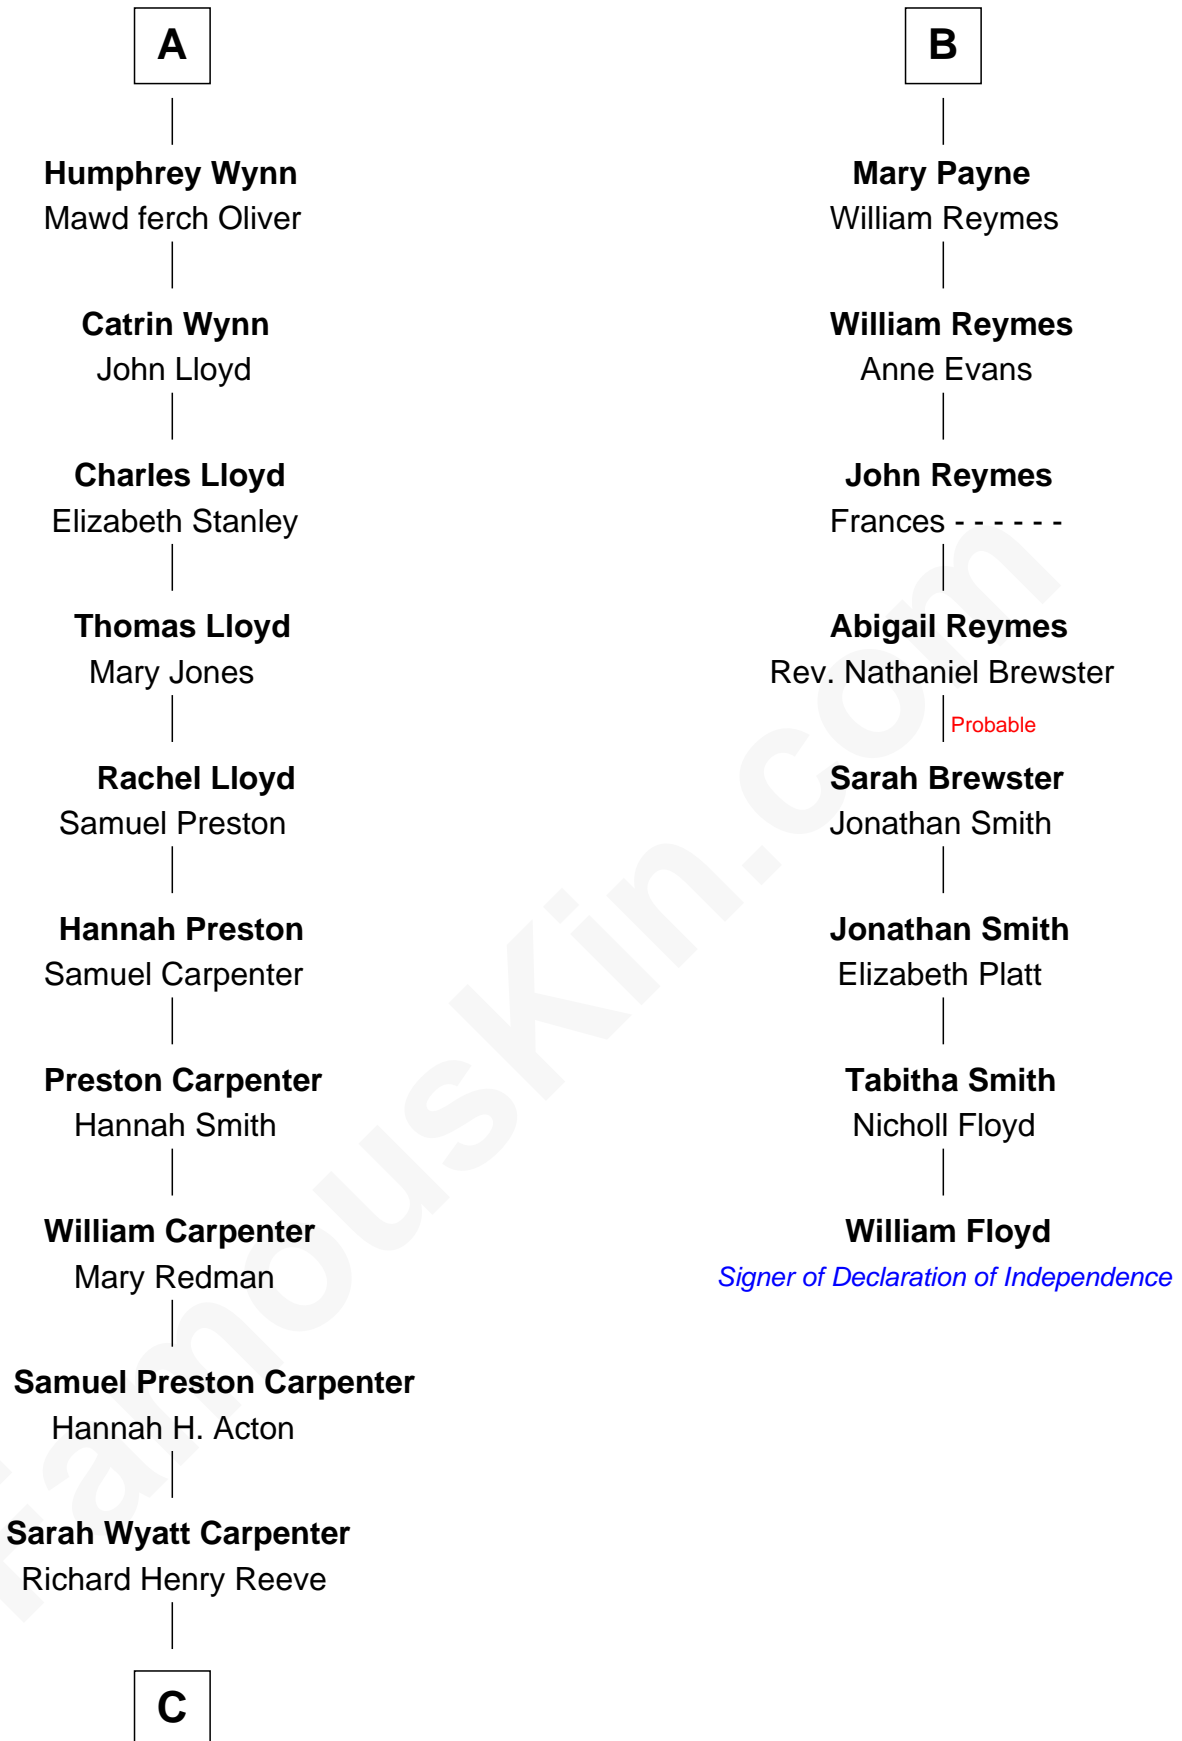 A
Humphrey Wynn
Mawd ferch Oliver
Catrin Wynn
John Lloyd
Charles Lloyd
Elizabeth Stanley
Thomas Lloyd
Mary Jones
Rachel Lloyd
Samuel Preston
Hannah Preston
Samuel Carpenter
Preston Carpenter
Hannah Smith
William Carpenter
Mary Redman
Samuel Preston Carpenter
Hannah H. Acton
Sarah Wyatt Carpenter
Richard Henry Reeve
C
B
Mary Payne
William Reymes
William Reymes
Anne Evans
John Reymes
Frances - - - - - -
Abigail Reymes
Rev. Nathaniel Brewster
Probable
Sarah Brewster
Jonathan Smith
Jonathan Smith
Elizabeth Platt
Tabitha Smith
Nicholl Floyd
William Floyd
Signer of Declaration of Independence
FamousKin.com